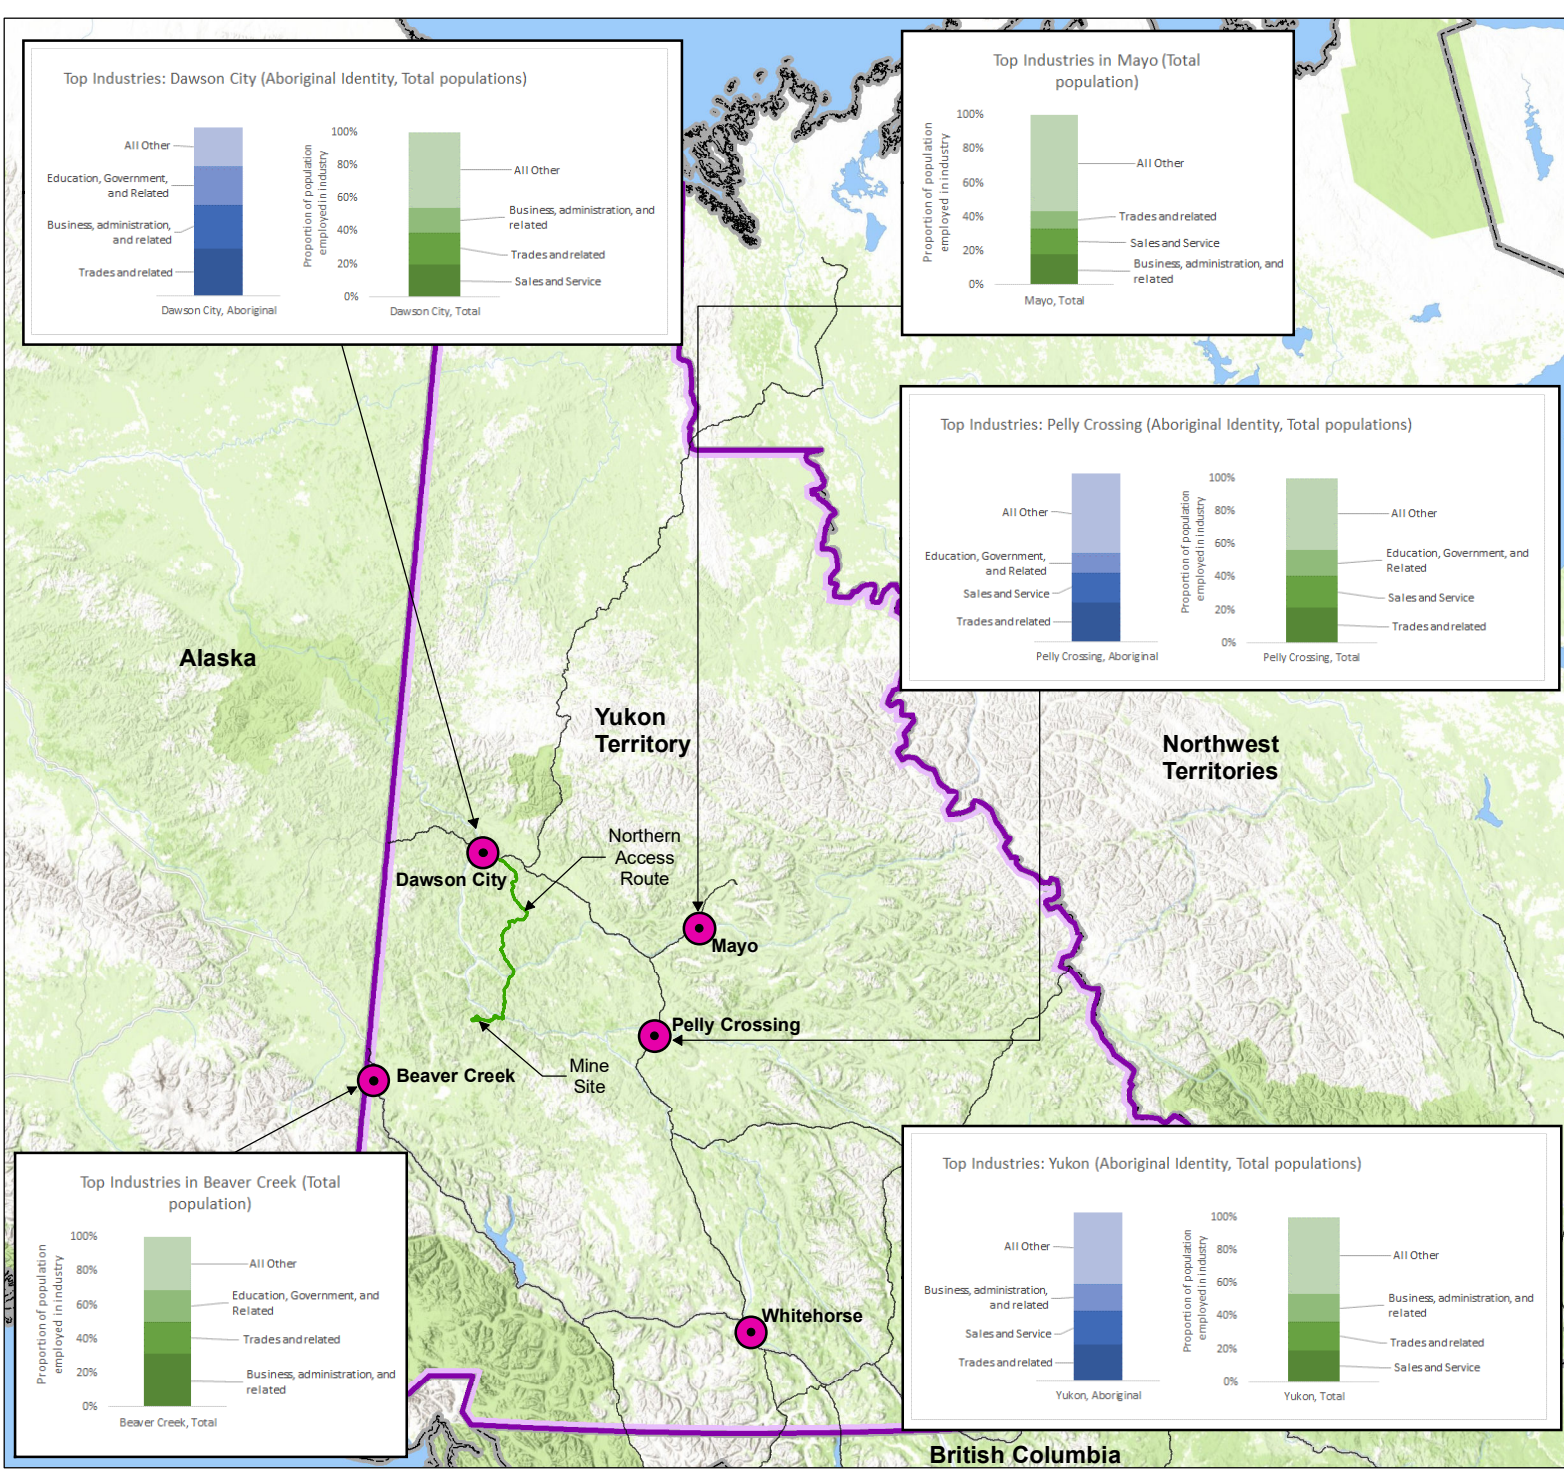 Top Industries: Dawson City (Aboriginal Identity, Total populations)
All Other
Education, Government,
and Related
Business, administration,
and related
Trades and related
Dawson City, Aboriginal
Proportion of population
employed in industry
100%
80%
60%
40%
20%
0%
All Other
Business, administration, and
related
Trades and related
Sales and Service
Dawson City, Total
Top Industries in Mayo (Total
population)
Proportion of population
employed in industry
100%
80%
60%
40%
20%
0%
All Other
Trades and related
Sales and Service
Business, administration, and
related
Mayo, Total
Top Industries: Pelly Crossing (Aboriginal Identity, Total populations)
All Other
Education, Government,
and Related
Sales and Service
Trades and related
Pelly Crossing, Aboriginal
Proportion of population
employed in industry
100%
80%
60%
40%
20%
0%
All Other
Education, Government, and
Related
Sales and Service
Trades and related
Pelly Crossing, Total
Alaska
Yukon
Territory
Northwest
Territories
Northern
Access
Route
Dawson City
Mayo
Pelly Crossing
Mine
Site
Beaver Creek
Whitehorse
British Columbia
Top Industries in Beaver Creek (Total
population)
Proportion of population
employed in industry
100%
80%
60%
40%
20%
0%
All Other
Education, Government, and
Related
Trades and related
Business, administration, and
related
Beaver Creek, Total
Top Industries: Yukon (Aboriginal Identity, Total populations)
All Other
Business, administration,
and related
Sales and Service
Trades and related
Yukon, Aboriginal
Proportion of population
employed in industry
100%
80%
60%
40%
20%
0%
All Other
Business, administration, and
related
Trades and related
Sales and Service
Yukon, Total